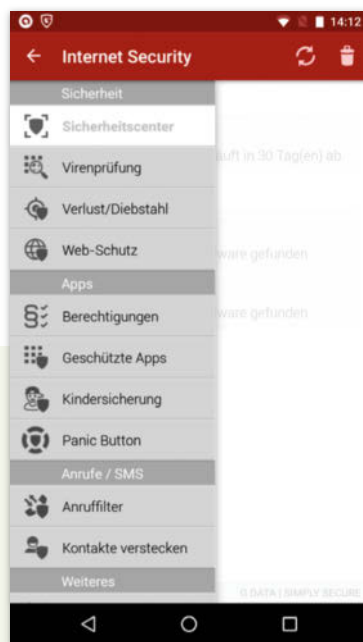 14:12
Internet Security
Sicherheit
Sicherheitscenter
Virenprüfung
äuft in 30 Tag(en) ab
Verlust/Diebstahl
Web-Schutz
ware gefunden
Apps
Berechtigungen
ware gefunden
Geschützte Apps
Kindersicherung
Panic Button
Anrufe / SMS
Anruffilter
Kontakte verstecken
Weiteres
G DATA | SIMPLY SECURE